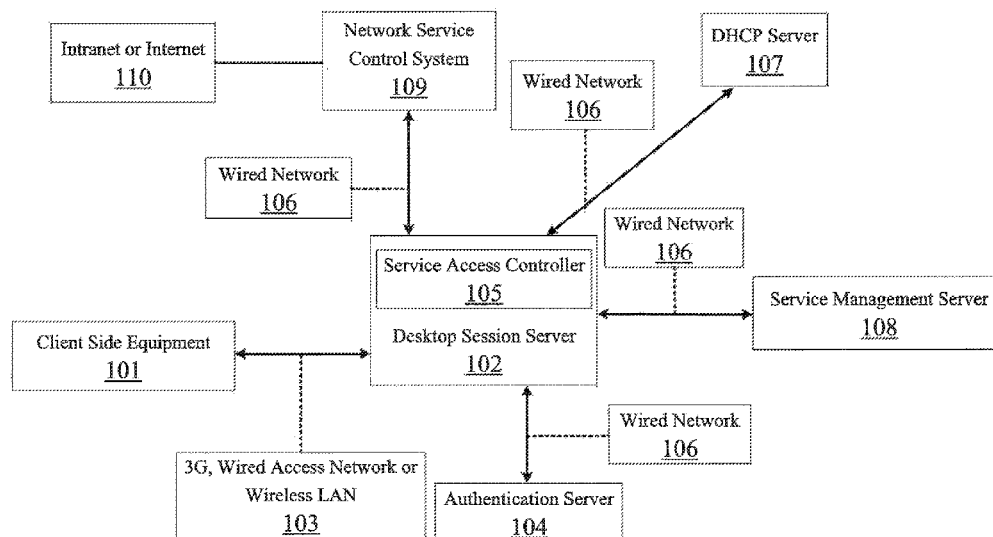 Intranet or Internet
110
Network Service
Control System
109
DHCP Server
107
Wired Network
106
Wired Network
106
Wired Network
106
Service Access Controller
105
Desktop Session Server
102
Service Management Server
108
Client Side Equipment
101
Wired Network
106
3G, Wired Access Network or
Wireless LAN
103
Authentication Server
104